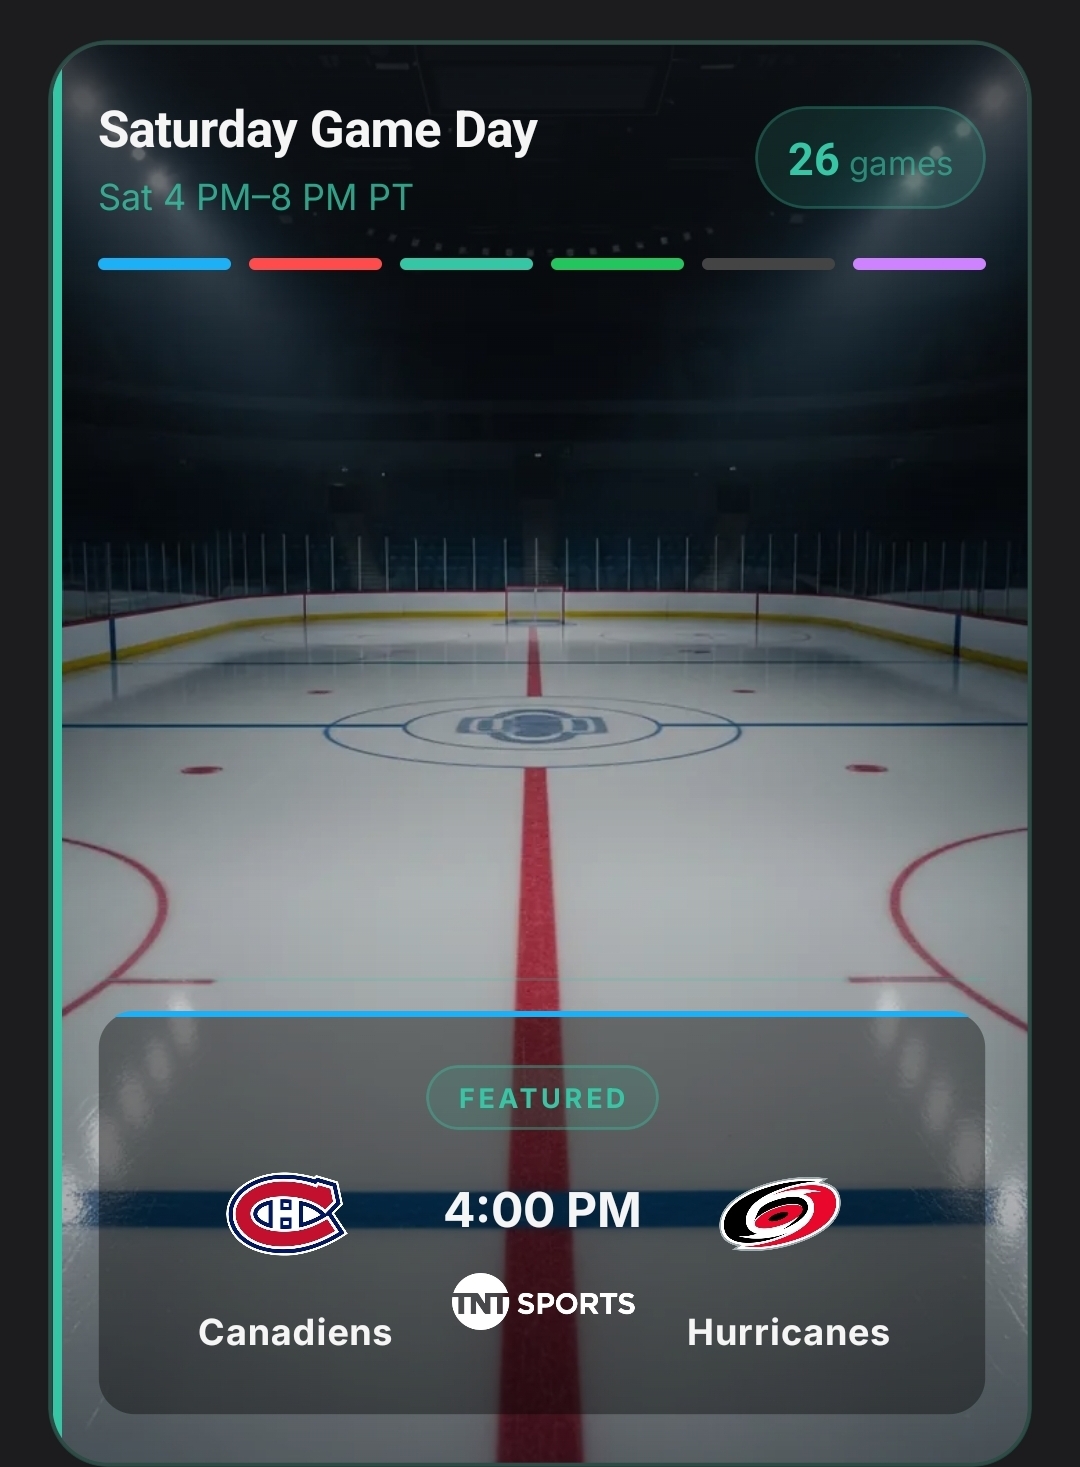 Saturday Game Day
26 games
Sat 4 PM–8 PM PT
FEATURED
4:00 PM
TNT SPORTS
Canadiens
Hurricanes